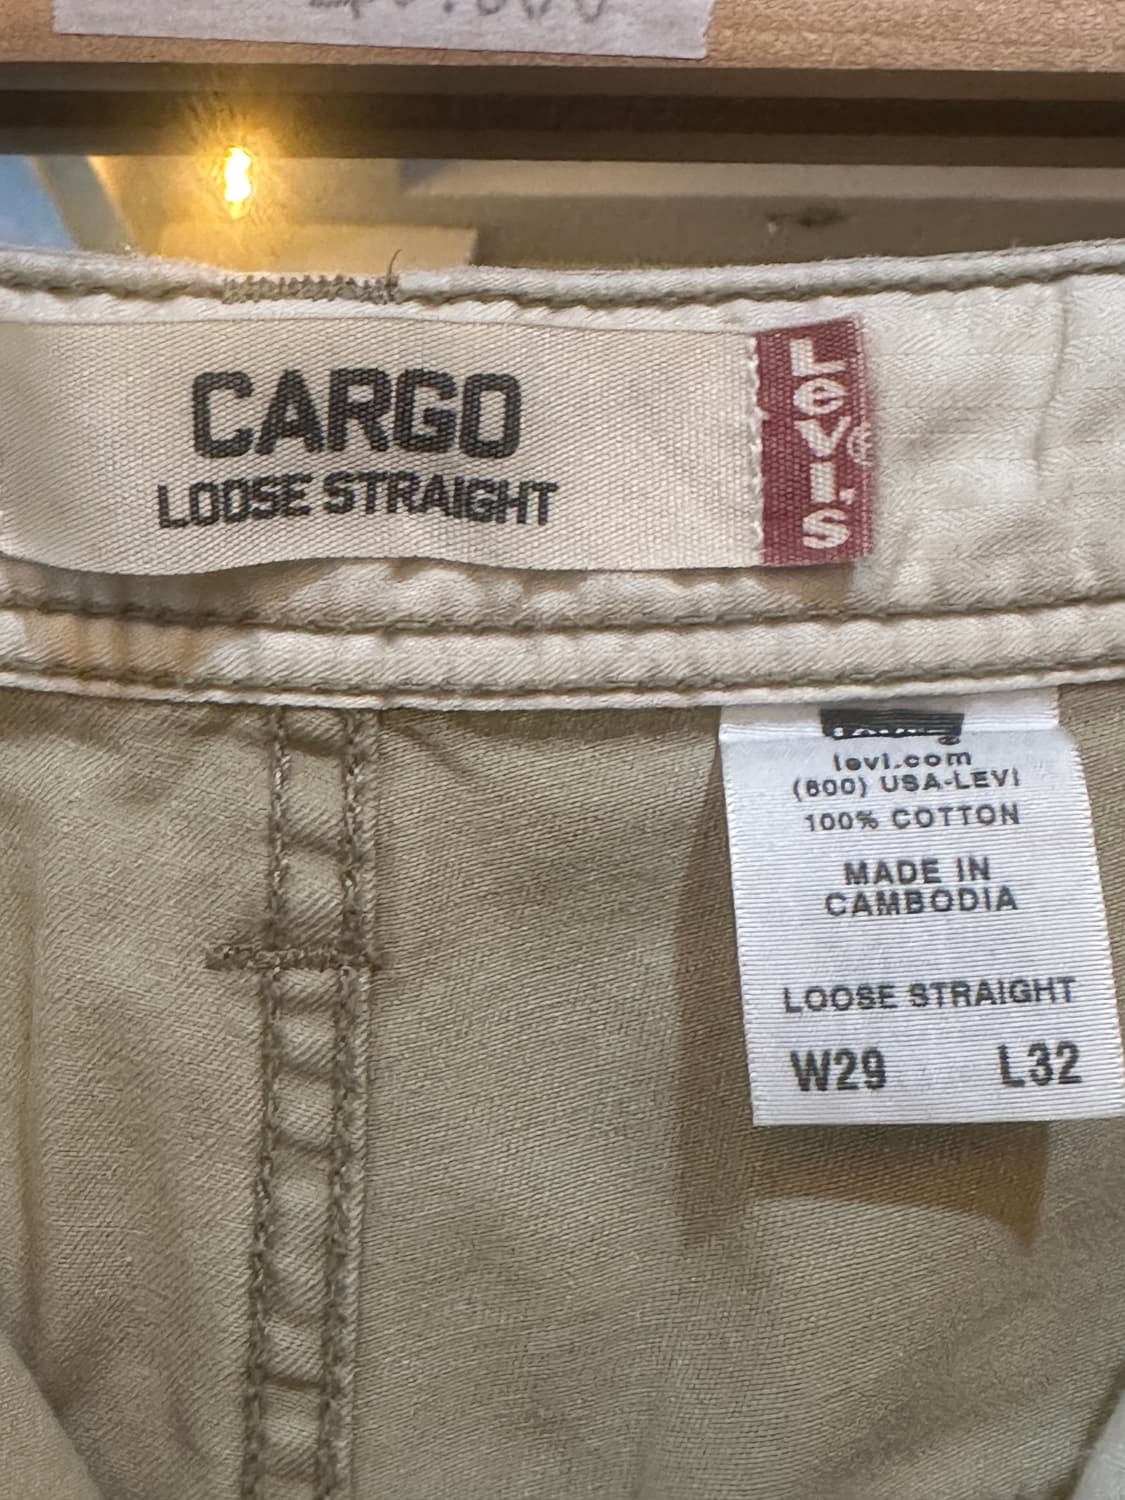 CARGO
LOOSE STRAIGHT
LEVI'S
levi.com
(800) USA-LEVI
100% COTTON
MADE IN
CAMBODIA
LOOSE STRAIGHT
W29 L32